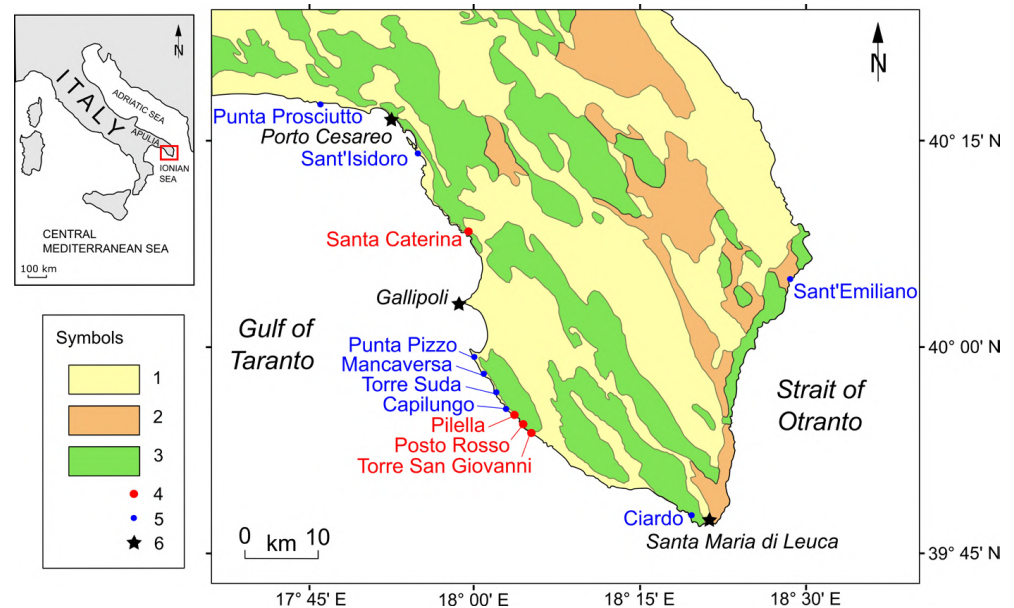 N
ITALY
ADRIATIC SEA
APULIA
IONIAN
SEA
CENTRAL
MEDITERRANEAN SEA
100 km
Symbols
1
2
3
4
5
6
N
Punta Prosciutto
Porto Cesareo
Sant'Isidoro
Santa Caterina
Gallipoli
Sant'Emiliano
Gulf of
Taranto
Punta Pizzo
Mancaversa
Torre Suda
Capilungo
Pilella
Posto Rosso
Torre San Giovanni
Strait of
Otranto
Ciardo
Santa Maria di Leuca
0 km 10
40° 15' N
40° 00' N
39° 45' N
17° 45' E
18° 00' E
18° 15' E
18° 30' E